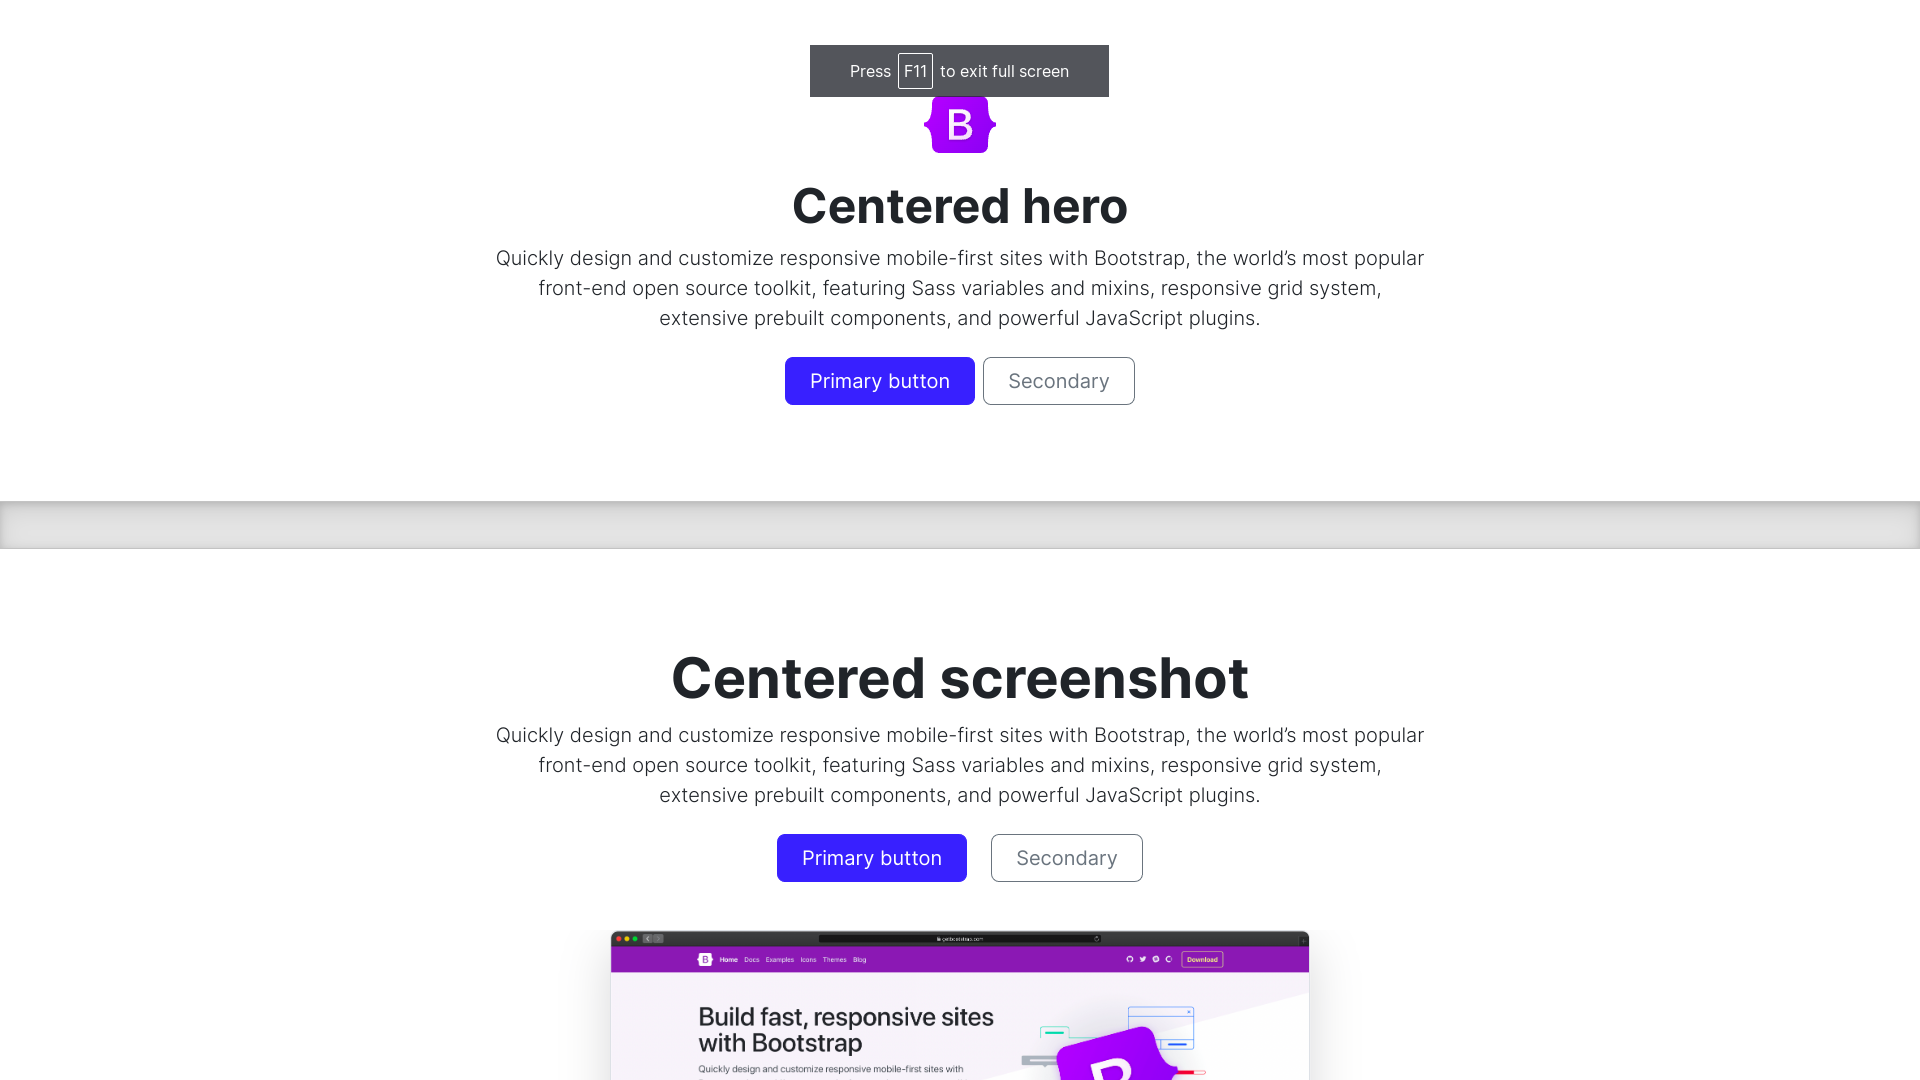 Press F11 to exit full screen
B
Centered hero
Quickly design and customize responsive mobile-first sites with Bootstrap, the world’s most popular
front-end open source toolkit, featuring Sass variables and mixins, responsive grid system,
extensive prebuilt components, and powerful JavaScript plugins.
Primary button Secondary
Centered screenshot
Quickly design and customize responsive mobile-first sites with Bootstrap, the world’s most popular
front-end open source toolkit, featuring Sass variables and mixins, responsive grid system,
extensive prebuilt components, and powerful JavaScript plugins.
Primary button Secondary
getbootstrap.com
B Home Docs Examples Icons Themes Blog Download
Build fast, responsive sites
with Bootstrap
Quickly design and customize responsive mobile-first sites with